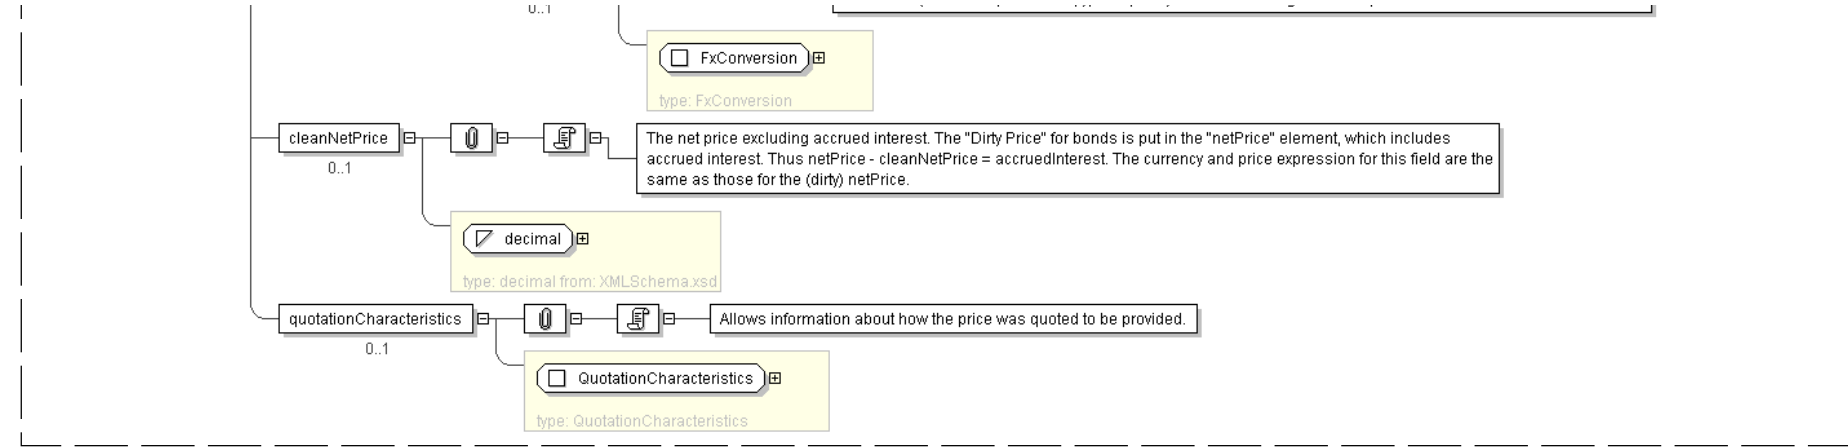 0..1
FxConversion
type: FxConversion
cleanNetPrice
0..1
The net price excluding accrued interest. The "Dirty Price" for bonds is put in the "netPrice" element, which includes
accrued interest. Thus netPrice - cleanNetPrice = accruedInterest. The currency and price expression for this field are the
same as those for the (dirty) netPrice.
decimal
type: decimal from: XMLSchema.xsd
quotationCharacteristics
0..1
Allows information about how the price was quoted to be provided.
QuotationCharacteristics
type: QuotationCharacteristics